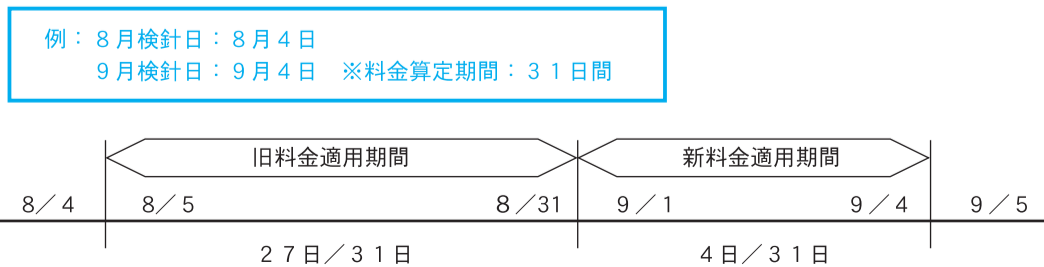 例：８月検針日：８月４日
９月検針日：９月４日　※料金算定期間：３１日間
旧料金適用期間　新料金適用期間
8／4　8／5　8／31　9／1　9／4　9／5
２７日／３１日　４日／３１日